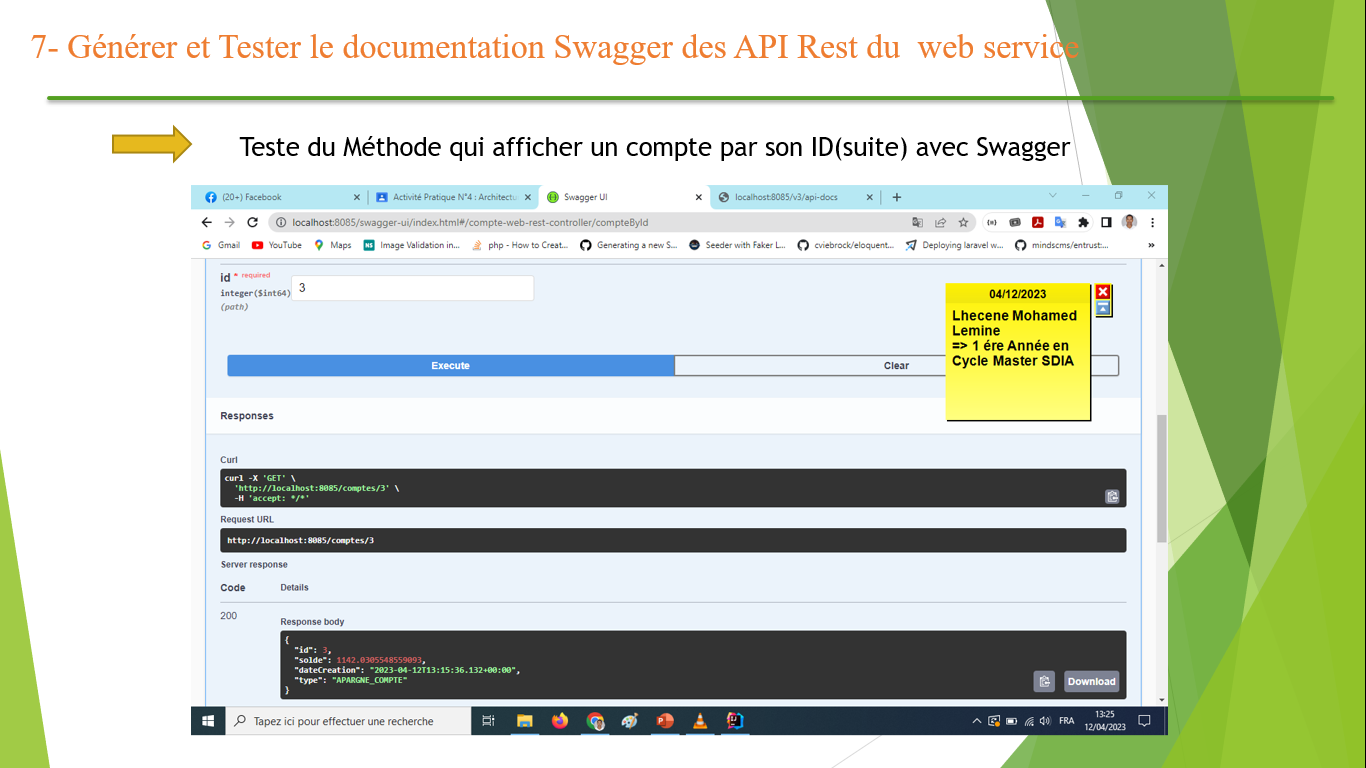 7- Générer et Tester le documentation Swagger des API Rest du  web service
Teste du Méthode qui afficher un compte par son ID(suite) avec Swagger
(20+) Facebook
Activité Pratique N°4 : Architectu
Swagger UI
localhost:8085/v3/api-docs
localhost:8085/swagger-ui/index.html#/compte-web-rest-controller/compteById
Gmail
YouTube
Maps
Image Validation in...
php - How to Creat...
Generating a new S...
Seeder with Faker L...
cviebrock/eloquent...
Deploying laravel w...
mindscms/entrust:...
»
id * required
integer($int64)
(path)
3
04/12/2023
Lhecene Mohamed
Lemine
=> 1 ére Année en
Cycle Master SDIA
Execute
Clear
Responses
Curl
curl -X 'GET' \
'http://localhost:8085/comptes/3' \
-H 'accept: */*'
Request URL
http://localhost:8085/comptes/3
Server response
Code
Details
200
Response body
{
"id": 3,
"solde": 1142.0305548559093,
"dateCreation": "2023-04-12T13:15:36.132+00:00",
"type": "APARGNE_COMPTE"
}
Download
Tapez ici pour effectuer une recherche
FRA
13:25
12/04/2023